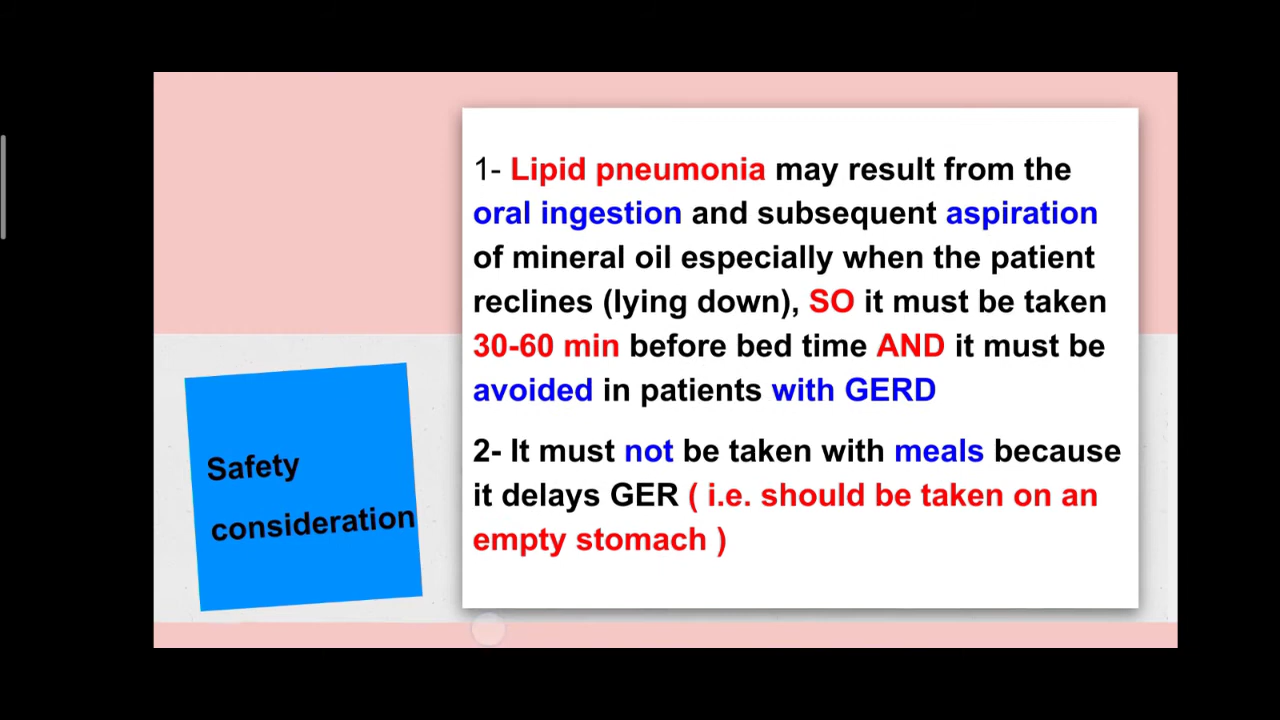 1- Lipid pneumonia may result from the
oral ingestion and subsequent aspiration
of mineral oil especially when the patient
reclines (lying down), SO it must be taken
30-60 min before bed time AND it must be
avoided in patients with GERD
2- It must not be taken with meals because
it delays GER ( i.e. should be taken on an
empty stomach )
Safety
consideration